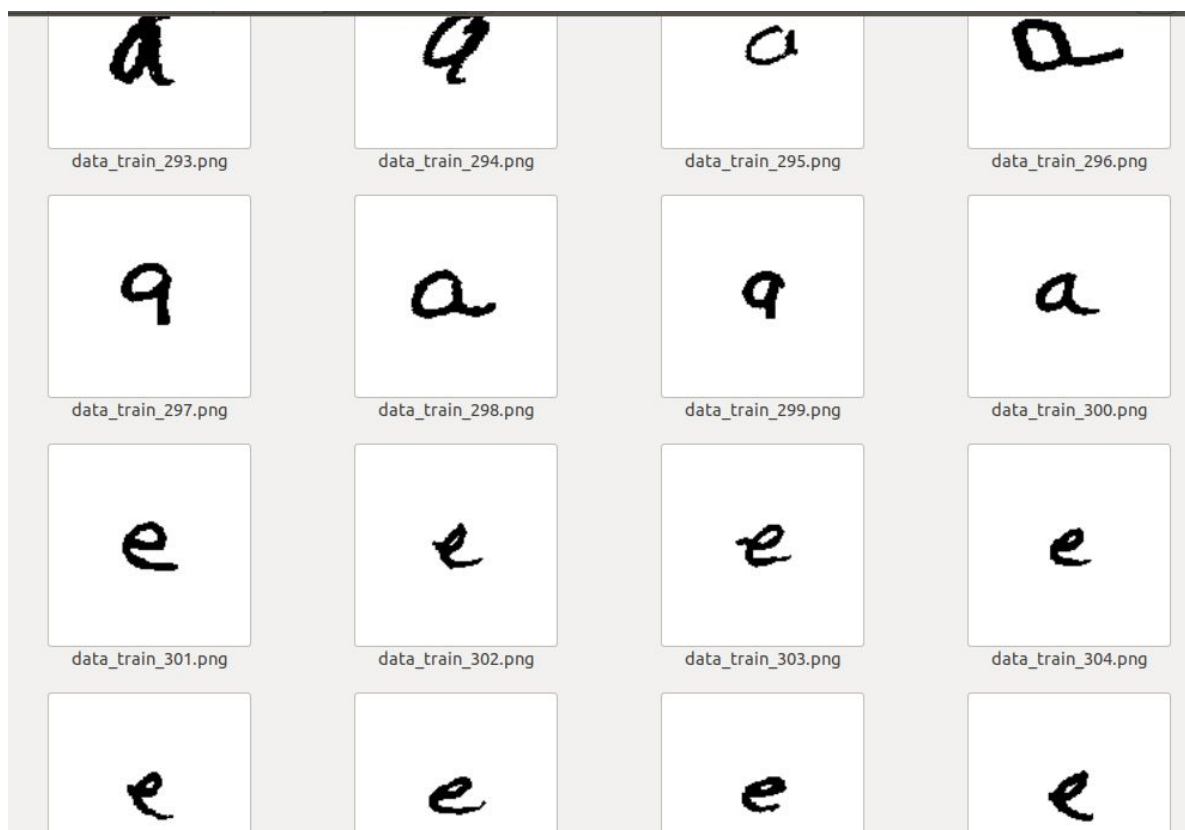 a a a a
data_train_293.png data_train_294.png data_train_295.png data_train_296.png
a a a a
data_train_297.png data_train_298.png data_train_299.png data_train_300.png
e e e e
data_train_301.png data_train_302.png data_train_303.png data_train_304.png
e e e e